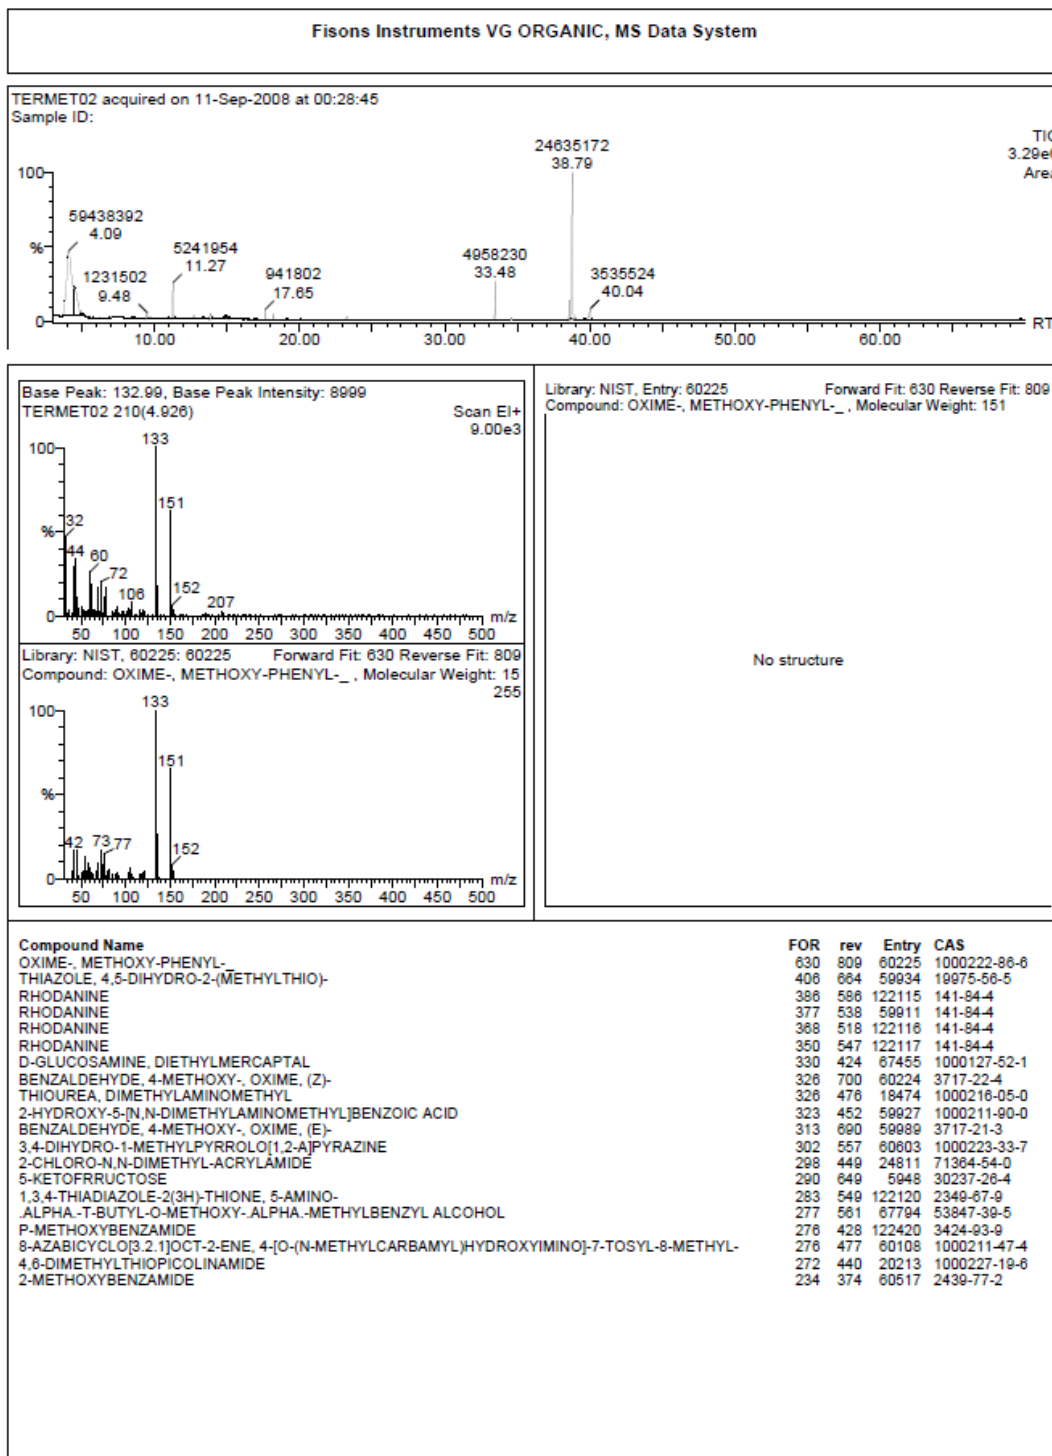 Fisons Instruments VG ORGANIC, MS Data System
TERMET02 acquired on 11-Sep-2008 at 00:28:45
Sample ID:
TIC
3.29e
Area
24635172
38.79
59438392
4.09
5241954
11.27
1231502
9.48
941802
17.65
4958230
33.48
3535524
40.04
100
%
0
10.00 20.00 30.00 40.00 50.00 60.00
RT
Base Peak: 132.99, Base Peak Intensity: 8999
TERMET02 210(4.926)
Scan EI+
9.00e3
100
%
0
133
151
32
44
60
72
106
152
207
50 100 150 200 250 300 350 400 450 500 m/z
Library: NIST, 60225: 60225 Forward Fit: 630 Reverse Fit: 809
Compound: OXIME-, METHOXY-PHENYL-_ , Molecular Weight: 15
255
100
%
0
133
151
42
73
77
152
50 100 150 200 250 300 350 400 450 500 m/z
Library: NIST, Entry: 60225 Forward Fit: 630 Reverse Fit: 809
Compound: OXIME-, METHOXY-PHENYL-_ , Molecular Weight: 151
No structure
Compound Name FOR rev Entry CAS
OXIME-, METHOXY-PHENYL-_ 630 809 60225 1000222-86-6
THIAZOLE, 4,5-DIHYDRO-2-(METHYLTHIO)- 406 664 59934 19975-56-5
RHODANINE 386 586 122115 141-84-4
RHODANINE 377 538 59911 141-84-4
RHODANINE 368 518 122116 141-84-4
RHODANINE 350 547 122117 141-84-4
D-GLUCOSAMINE, DIETHYLMERCAPTAL 330 424 67455 1000127-52-1
BENZALDEHYDE, 4-METHOXY-, OXIME, (Z)- 326 700 60224 3717-22-4
THIOUREA, DIMETHYLAMINOMETHYL 326 476 18474 1000216-05-0
2-HYDROXY-5-[N,N-DIMETHYLAMINOMETHYL]BENZOIC ACID 323 452 59927 1000211-90-0
BENZALDEHYDE, 4-METHOXY-, OXIME, (E)- 313 690 59989 3717-21-3
3,4-DIHYDRO-1-METHYLPYRROLO[1,2-A]PYRAZINE 302 557 60603 1000223-33-7
2-CHLORO-N,N-DIMETHYL-ACRYLAMIDE 298 449 24811 71364-54-0
5-KETOFRRUCTOSE 290 649 5948 30237-26-4
1,3,4-THIADIAZOLE-2(3H)-THIONE, 5-AMINO- 283 549 122120 2349-67-9
.ALPHA.-T-BUTYL-O-METHOXY-.ALPHA.-METHYLBENZYL ALCOHOL 277 561 67794 53847-39-5
P-METHOXYBENZAMIDE 276 428 122420 3424-93-9
8-AZABICYCLO[3.2.1]OCT-2-ENE, 4-[O-(N-METHYLCARBAMYL)HYDROXYIMINO]-7-TOSYL-8-METHYL- 276 477 60108 1000211-47-4
4,6-DIMETHYLTHIOPICOLINAMIDE 272 440 20213 1000227-19-6
2-METHOXYBENZAMIDE 234 374 60517 2439-77-2